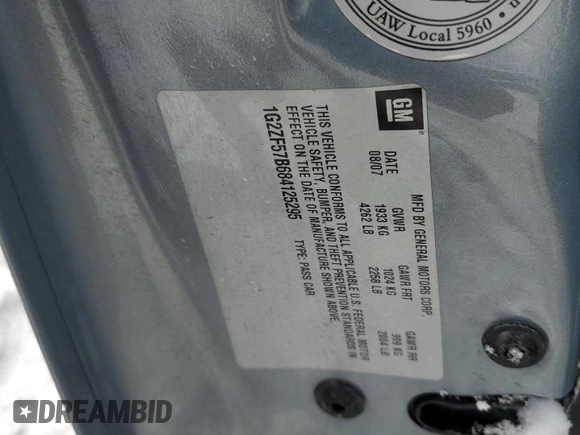 UAW Local 5960
GM
MFD BY GENERAL MOTORS CORP.
DATE GVWR GAWR FRT GAWR RR
08/07 1933 KG 1024 KG 909 KG
4262 LB 2258 LB 2004 LB
THIS VEHICLE CONFORMS TO ALL APPLICABLE U.S. FEDERAL MOTOR
VEHICLE SAFETY, BUMPER, AND THEFT PREVENTION STANDARDS IN
EFFECT ON THE DATE OF MANUFACTURE SHOWN ABOVE.
1G2ZF57B684125295 TYPE: PASS CAR
DREAMBID